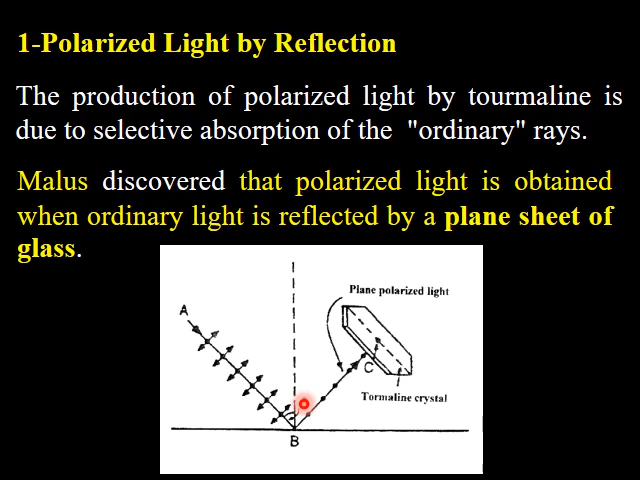 1-Polarized Light by Reflection
The production of polarized light by tourmaline is
due to selective absorption of the "ordinary" rays.
Malus discovered that polarized light is obtained
when ordinary light is reflected by a plane sheet of
glass.
Plane polarized light
A
C
Tormaline crystal
B